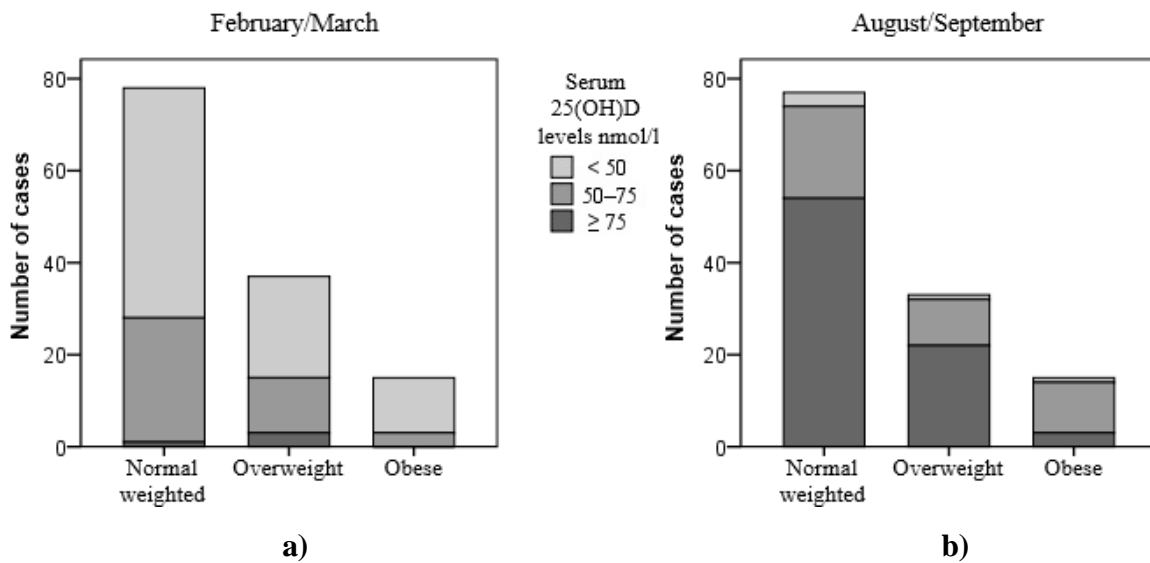 February/March
Number of cases
80
60
40
20
0
Normal
weighted
Overweight
Obese
a)
Serum
25(OH)D
levels nmol/l
< 50
50–75
≥ 75
August/September
Number of cases
80
60
40
20
0
Normal
weighted
Overweight
Obese
b)